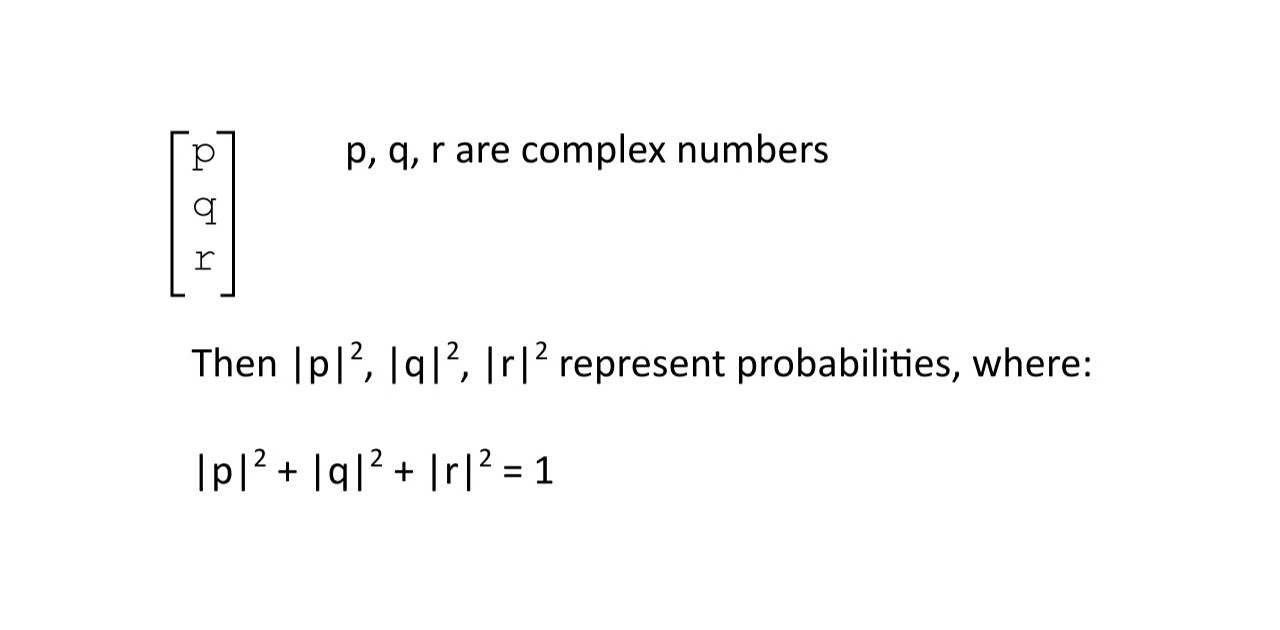 p p, q, r are complex numbers
q
r
Then |p|², |q|², |r|² represent probabilities, where:
|p|² + |q|² + |r|² = 1